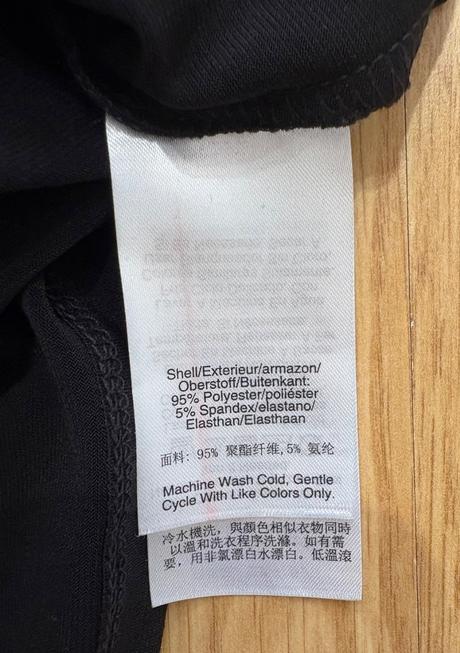 Shell/Exterieur/armazon/
Oberstoff/Buitenkant:
95% Polyester/poliéster
5% Spandex/elastano/
Elasthan/Elasthaan
面料: 95% 聚酯纤维,5% 氨纶
Machine Wash Cold, Gentle
Cycle With Like Colors Only.
冷水機洗，與顏色相似衣物同時
以溫和洗衣程序洗滌。如有需
要，用非氯漂白水漂白。低溫滾